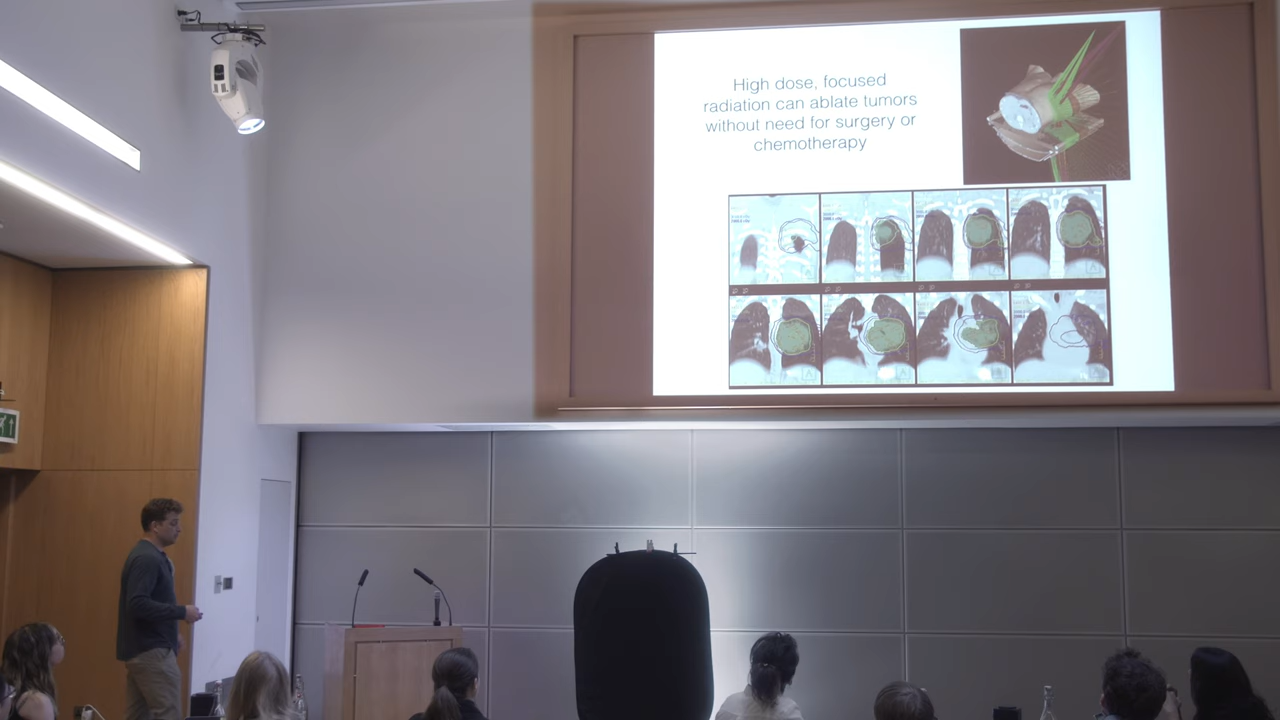 High dose, focused
radiation can ablate tumors
without need for surgery or
chemotherapy